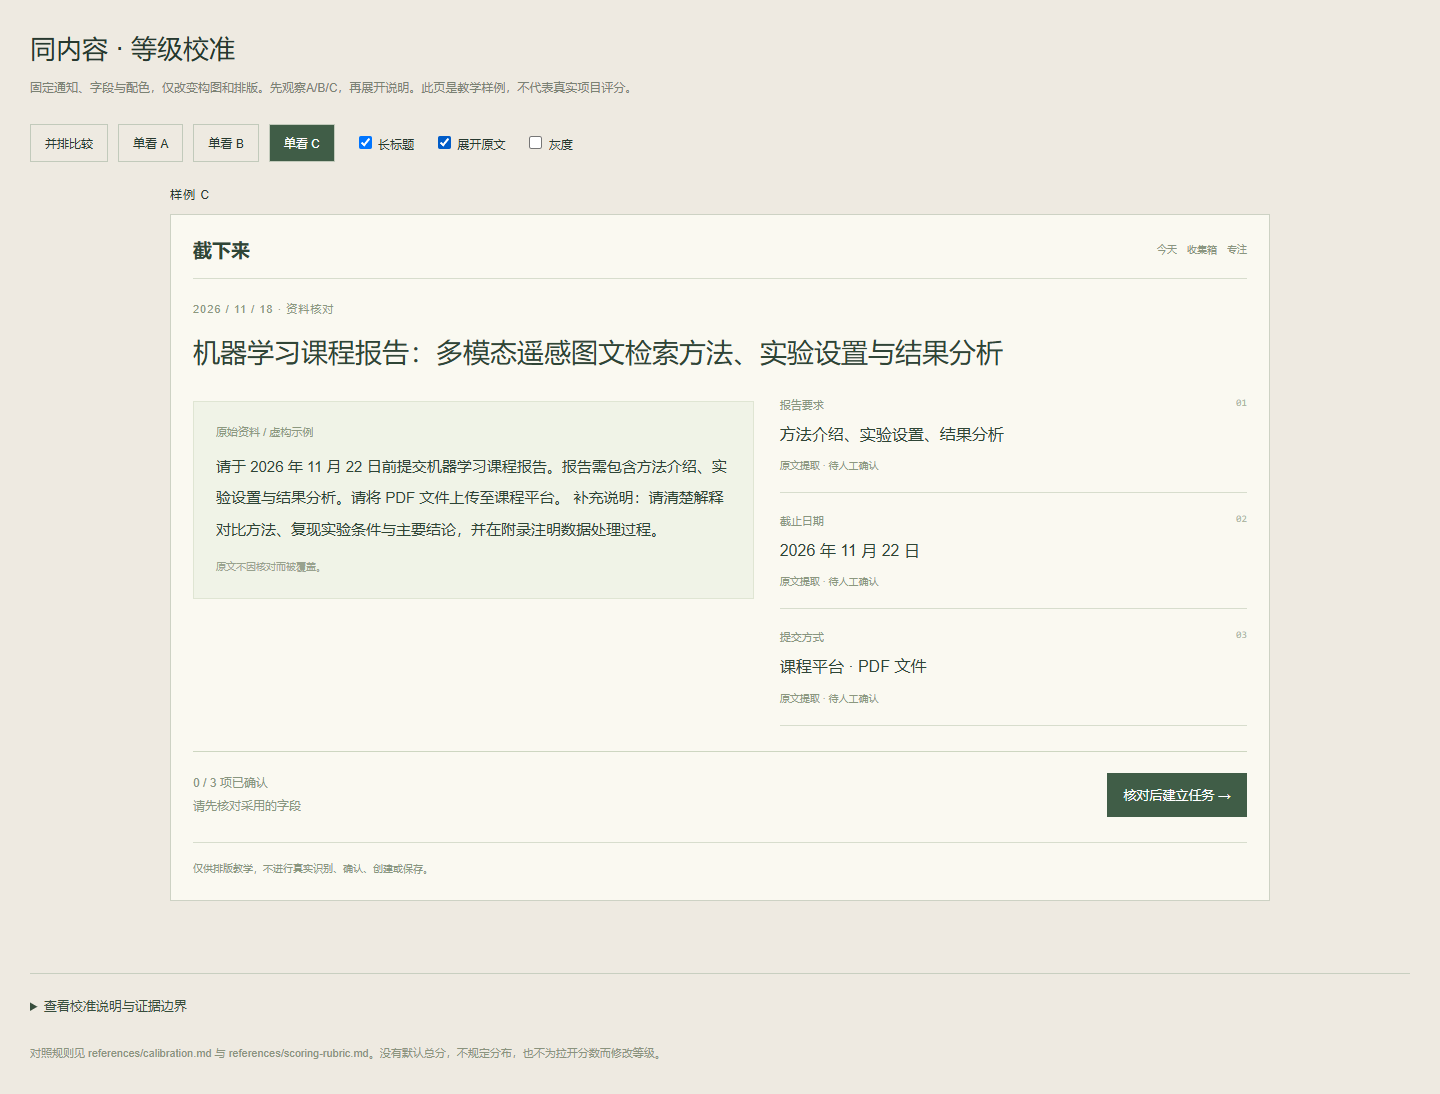 同内容 · 等级校准
固定通知、字段与配色，仅改变构图和排版。先观察A/B/C，再展开说明。此页是教学样例，不代表真实项目评分。
并排比较 单看 A 单看 B 单看 C 长标题 展开原文 灰度
样例 C
截下来
今天 收集箱 专注
2026 / 11 / 18 · 资料核对
机器学习课程报告：多模态遥感图文检索方法、实验设置与结果分析
原始资料 / 虚构示例
请于 2026 年 11 月 22 日前提交机器学习课程报告。报告需包含方法介绍、实
验设置与结果分析。请将 PDF 文件上传至课程平台。 补充说明：请清楚解释
对比方法、复现实验条件与主要结论，并在附录注明数据处理过程。
原文不因核对而被覆盖。
报告要求 01
方法介绍、实验设置、结果分析
原文提取 · 待人工确认
截止日期 02
2026 年 11 月 22 日
原文提取 · 待人工确认
提交方式 03
课程平台 · PDF 文件
原文提取 · 待人工确认
0 / 3 项已确认
请先核对采用的字段
核对后建立任务 →
仅供排版教学，不进行真实识别、确认、创建或保存。
▶ 查看校准说明与证据边界
对照规则见 references/calibration.md 与 references/scoring-rubric.md。没有默认总分，不规定分布，也不为拉开分数而修改等级。